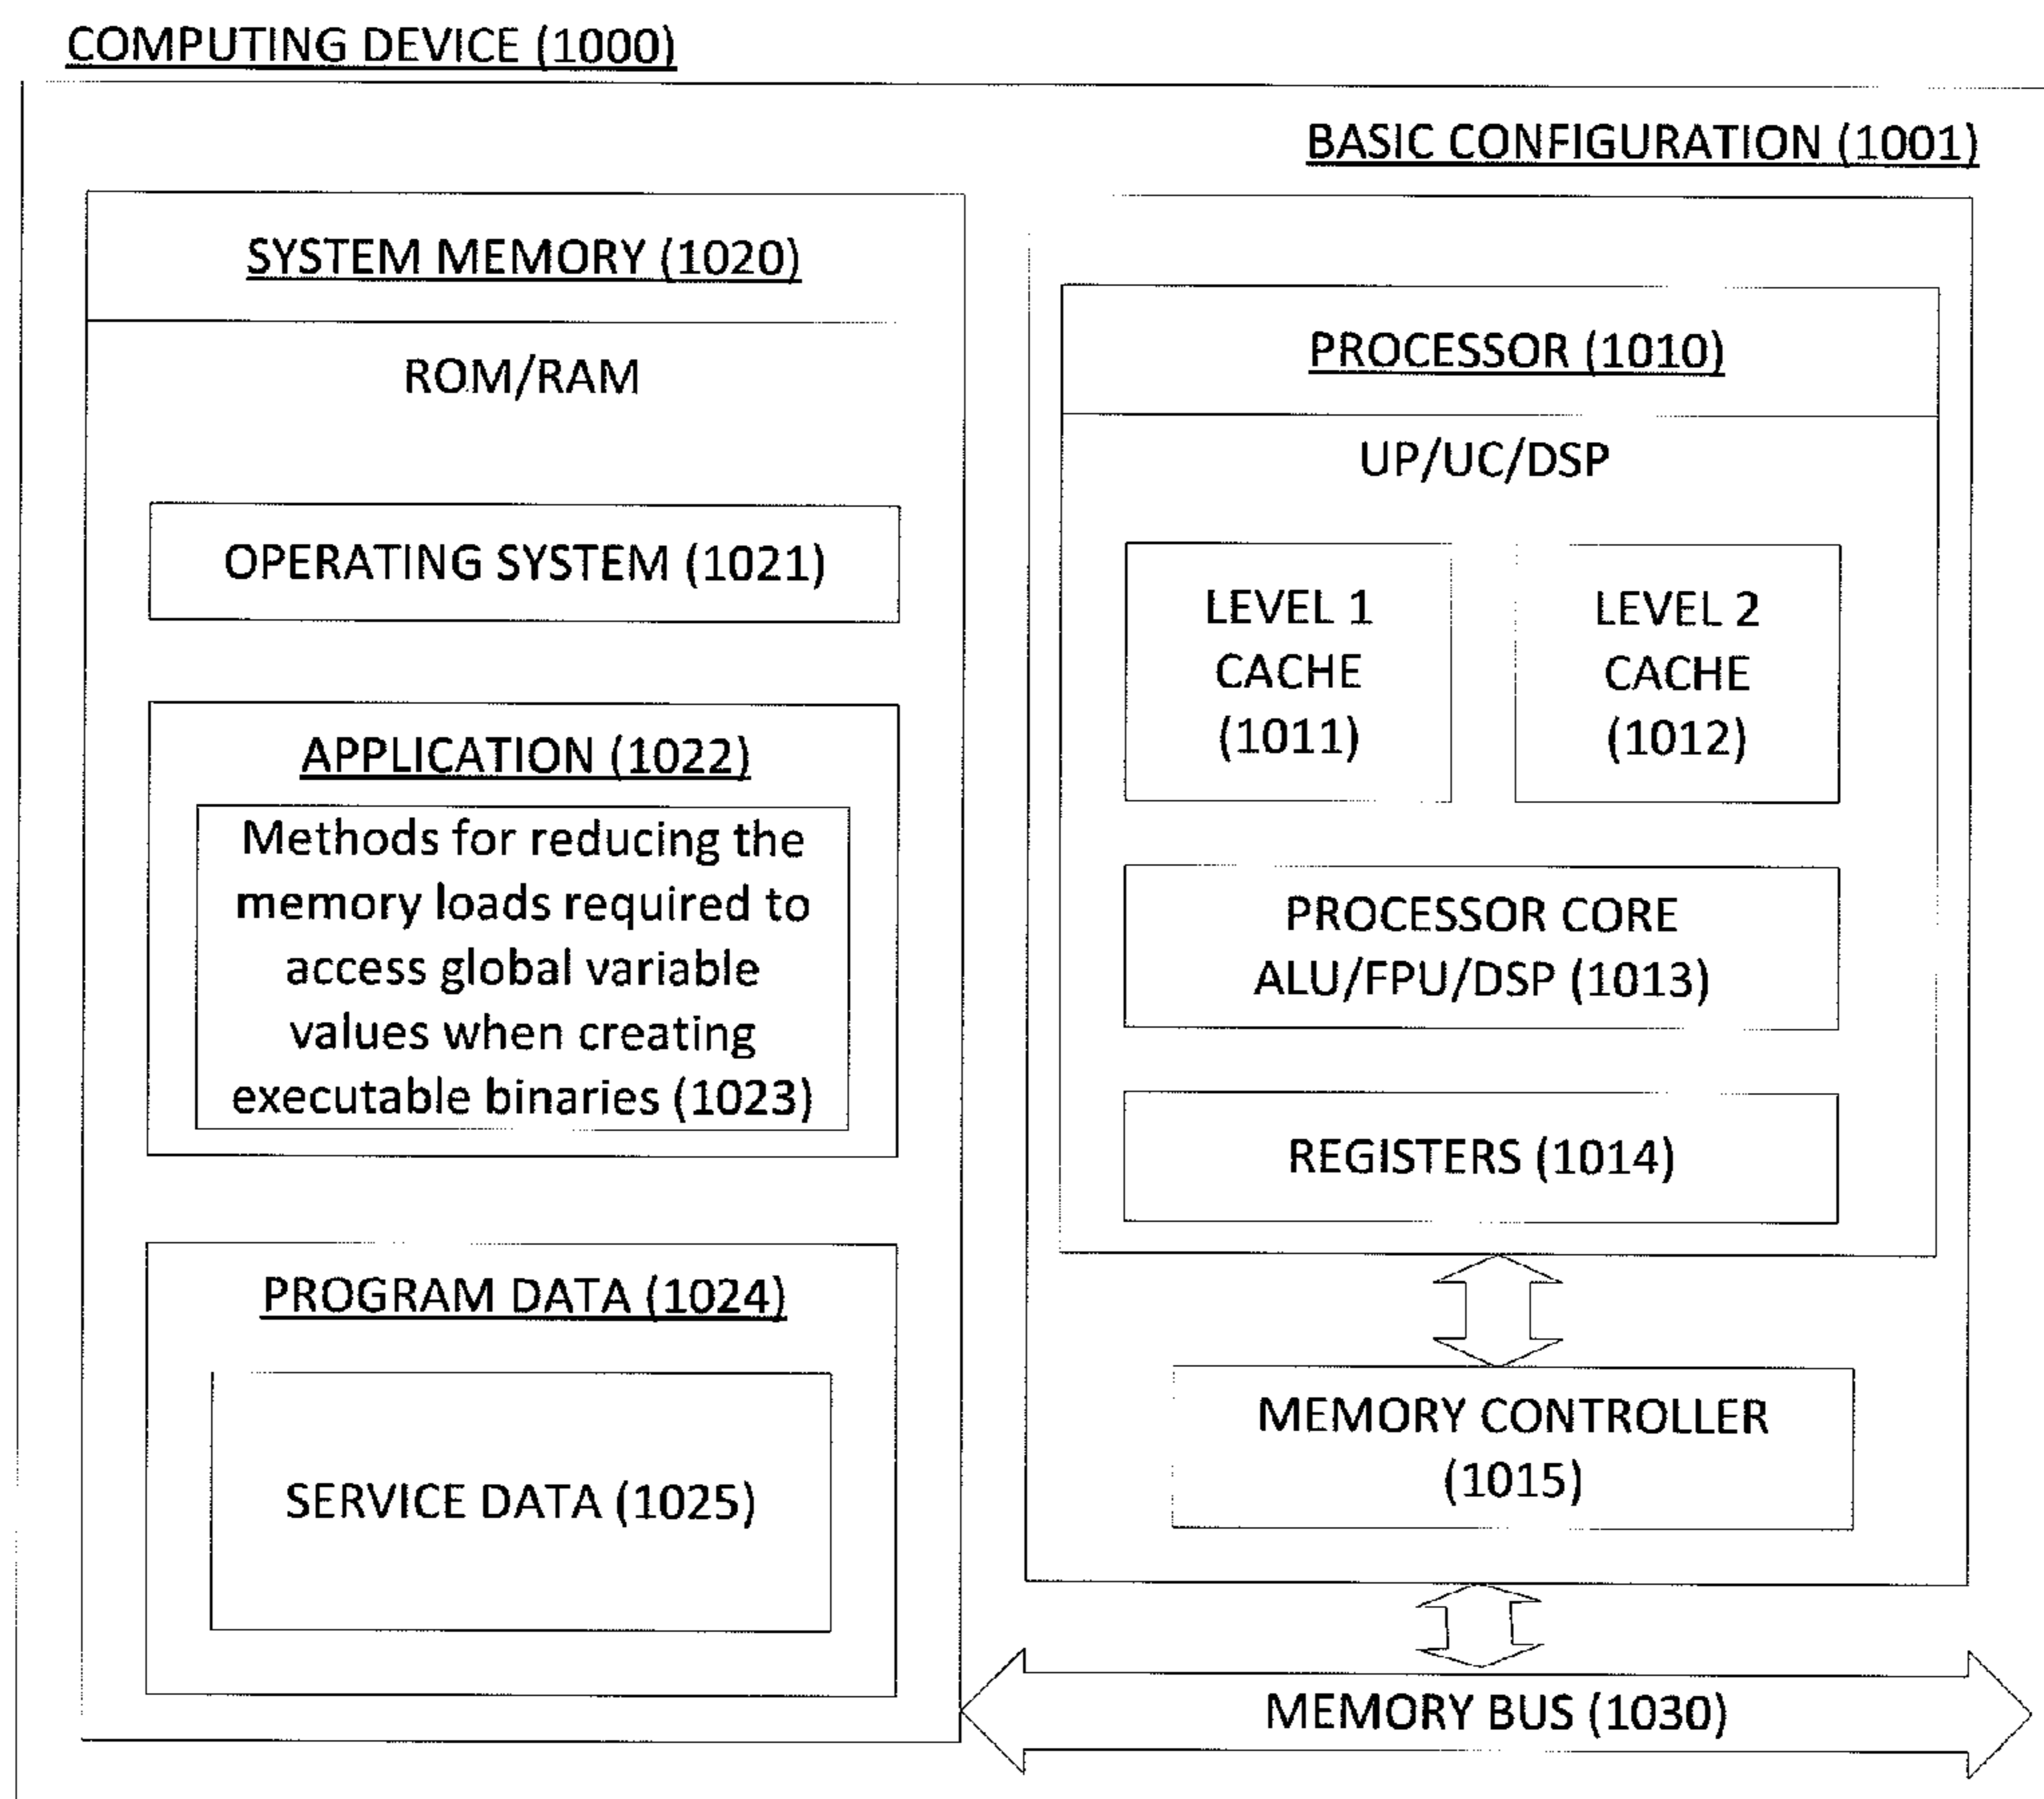 COMPUTING DEVICE (1000)
BASIC CONFIGURATION (1001)
SYSTEM MEMORY (1020)
ROM/RAM
OPERATING SYSTEM (1021)
APPLICATION (1022)
Methods for reducing the
memory loads required to
access global variable
values when creating
executable binaries (1023)
PROGRAM DATA (1024)
SERVICE DATA (1025)
PROCESSOR (1010)
UP/UC/DSP
LEVEL 1
CACHE
(1011)
LEVEL 2
CACHE
(1012)
PROCESSOR CORE
ALU/FPU/DSP (1013)
REGISTERS (1014)
MEMORY CONTROLLER
(1015)
MEMORY BUS (1030)